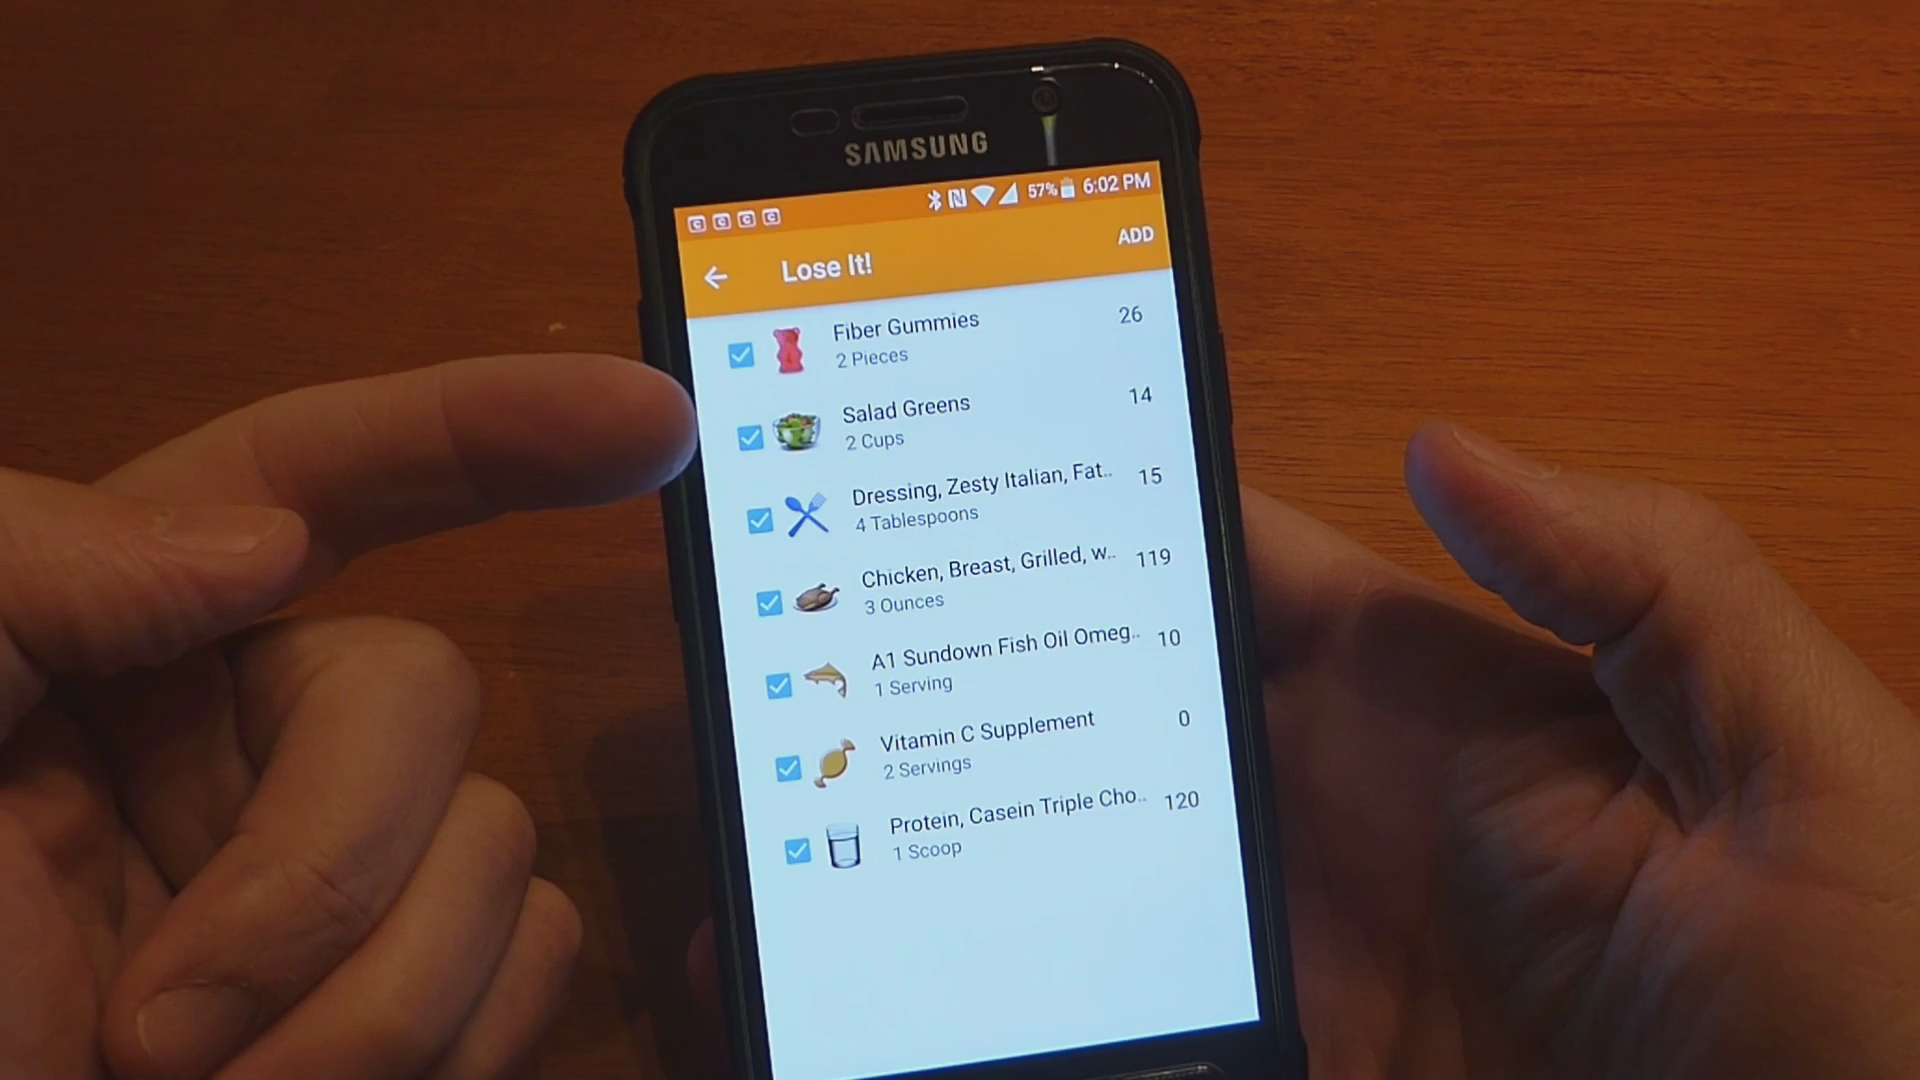 SAMSUNG
57% 6:02 PM
Lose It! ADD
Fiber Gummies 26
2 Pieces
Salad Greens 14
2 Cups
Dressing, Zesty Italian, Fat.. 15
4 Tablespoons
Chicken, Breast, Grilled, w.. 119
3 Ounces
A1 Sundown Fish Oil Omeg.. 10
1 Serving
Vitamin C Supplement 0
2 Servings
Protein, Casein Triple Cho.. 120
1 Scoop